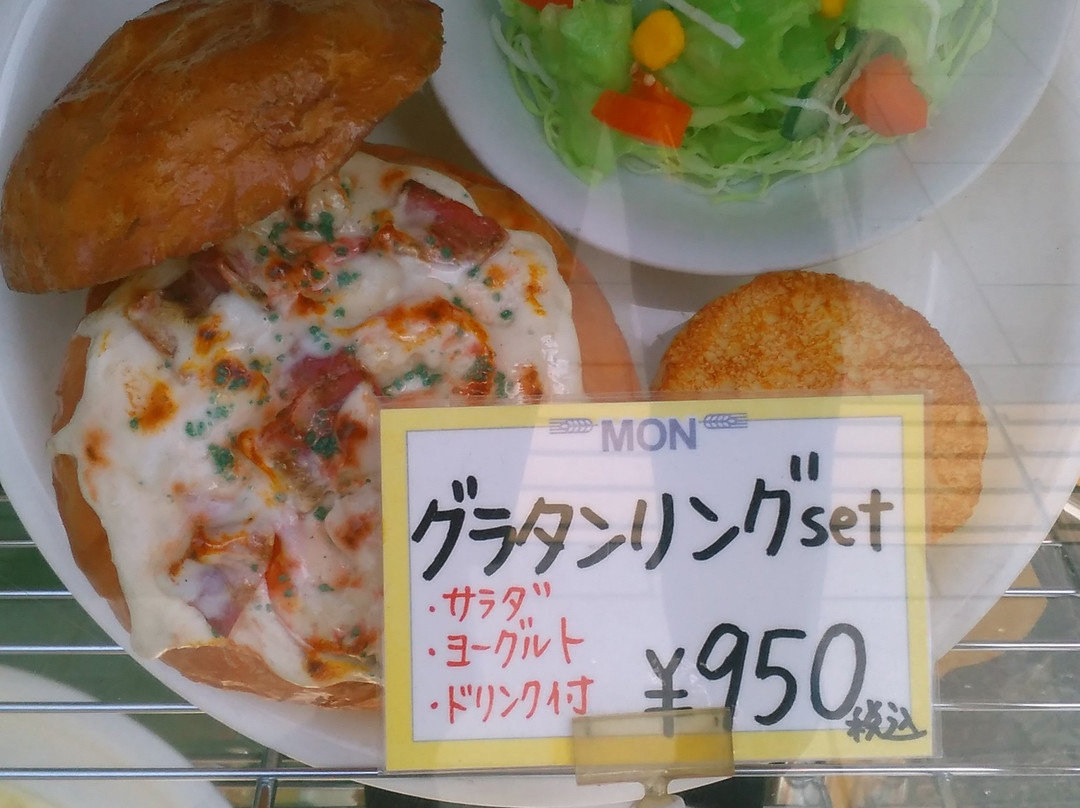 MON
グラタンリングset
・サラダ
・ヨーグルト
・ドリンク付
¥950
税込